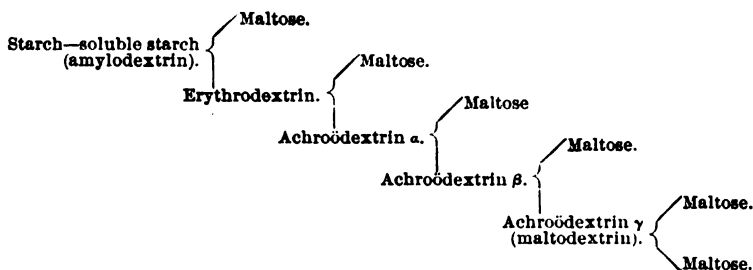 Maltose.
Starch—soluble starch
(amylodextrin).
Maltose.
Erythrodextrin.
Maltose
Achroödextrin α.
Maltose.
Achroödextrin β.
Maltose.
Achroödextrin γ
(maltodextrin).
Maltose.